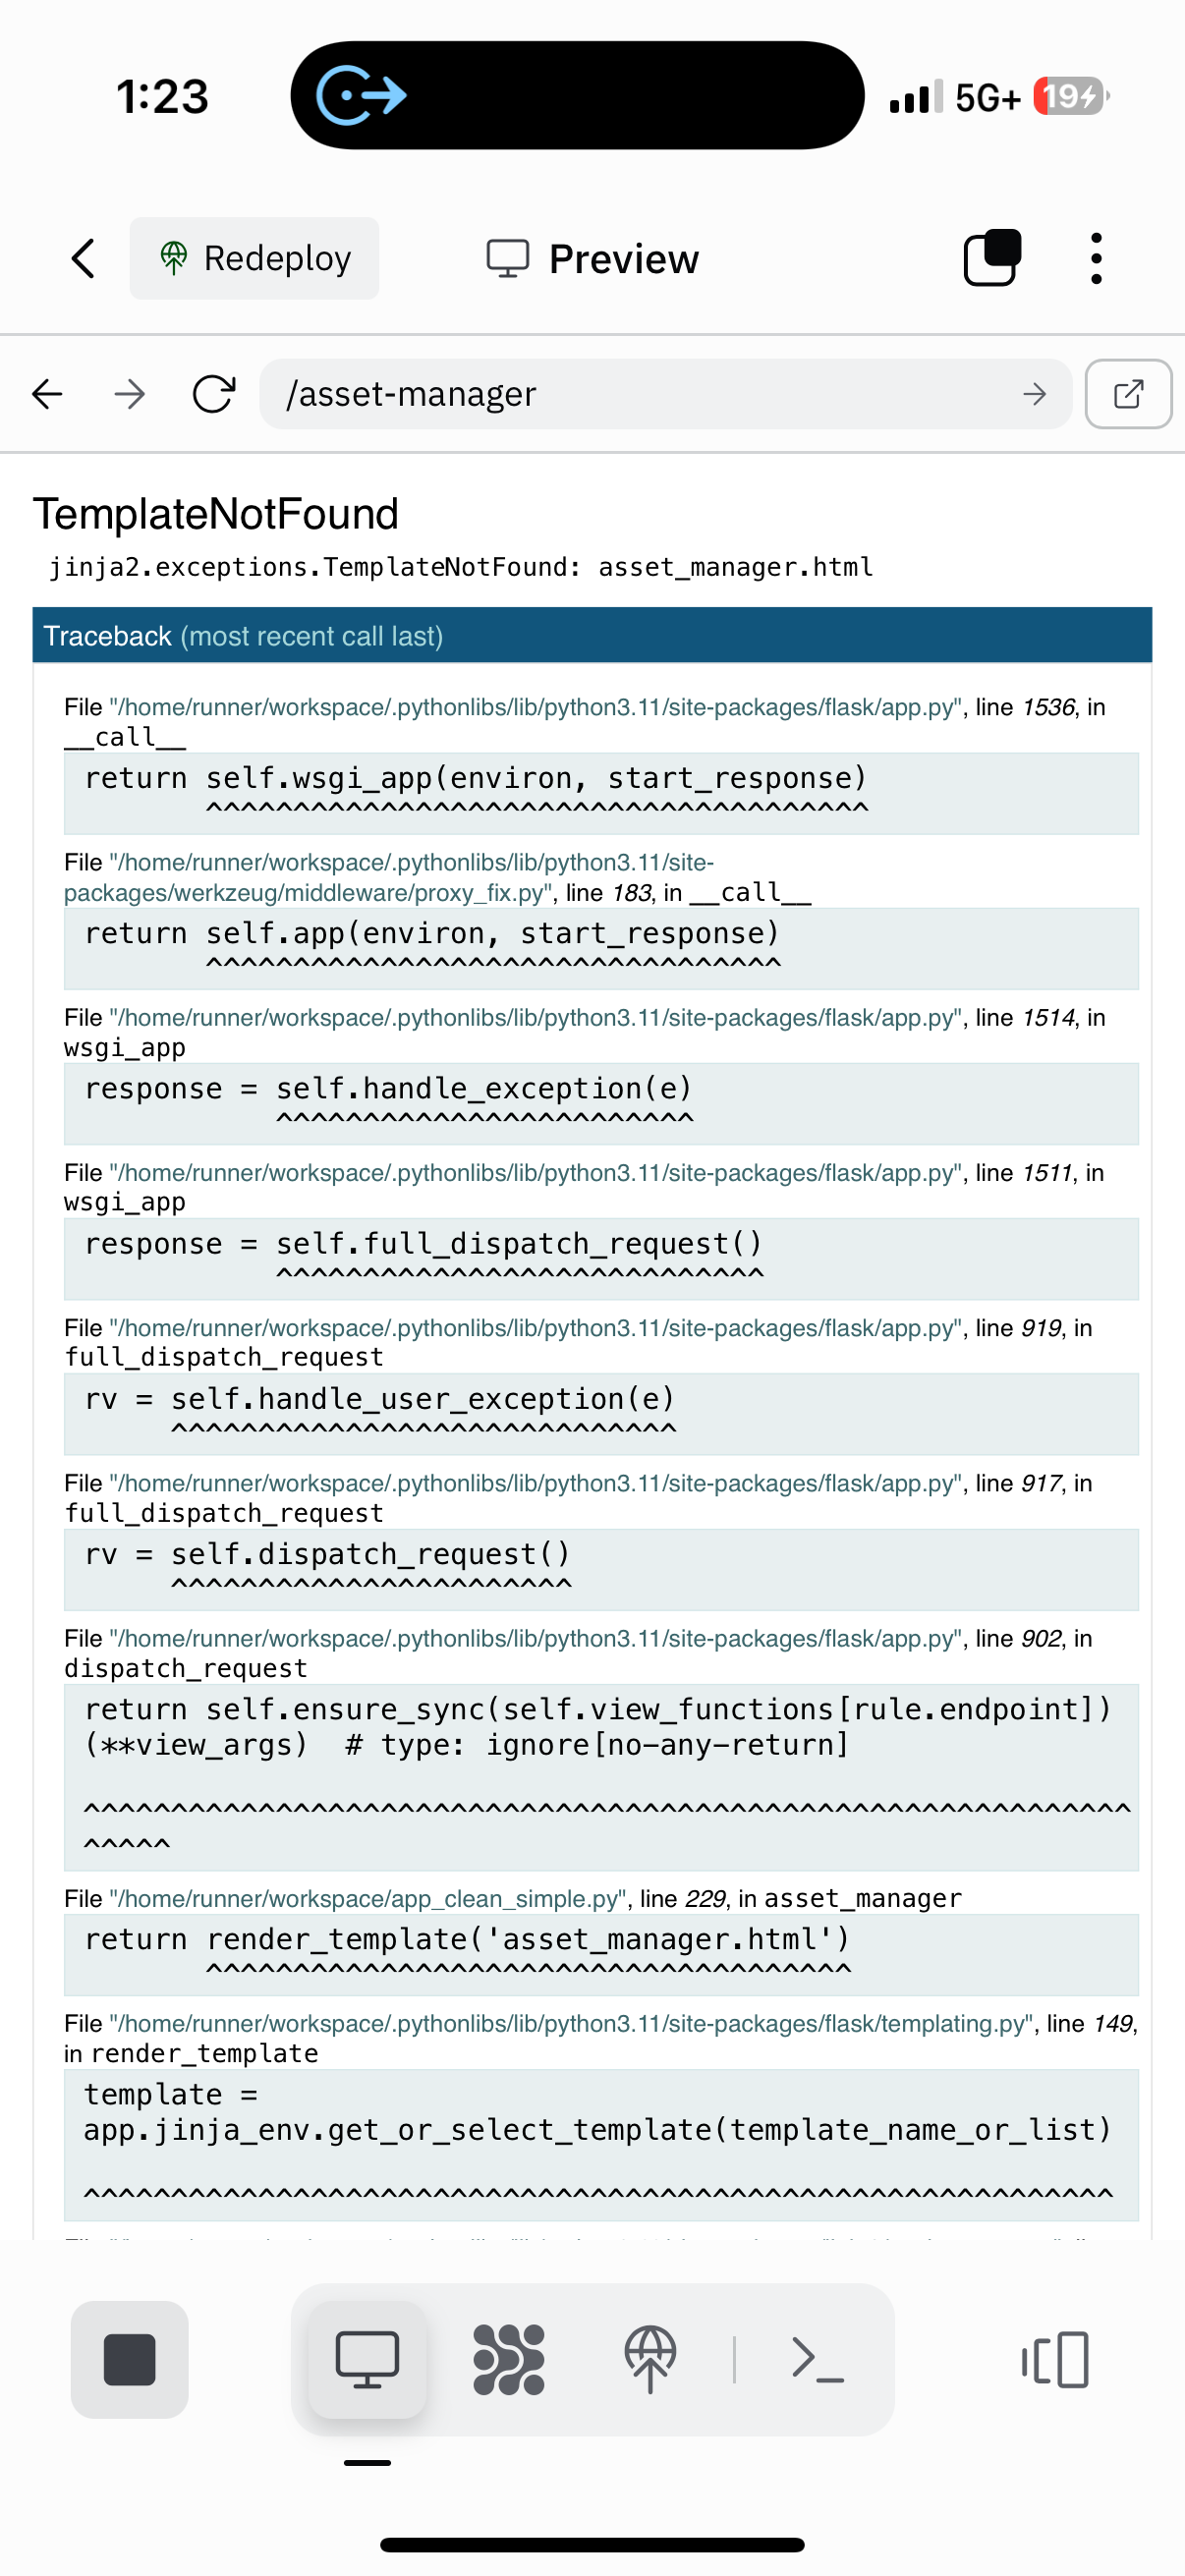 1:23
5G+
19
Redeploy
Preview
/asset-manager
TemplateNotFound
jinja2.exceptions.TemplateNotFound: asset_manager.html
Traceback (most recent call last)
File "/home/runner/workspace/.pythonlibs/lib/python3.11/site-packages/flask/app.py", line 1536, in
__call__
return self.wsgi_app(environ, start_response)
^^^^^^^^^^^^^^^^^^^^^^^^^^^^^^^^^^^^^^
File "/home/runner/workspace/.pythonlibs/lib/python3.11/site-
packages/werkzeug/middleware/proxy_fix.py", line 183, in __call__
return self.app(environ, start_response)
^^^^^^^^^^^^^^^^^^^^^^^^^^^^^^^^^
File "/home/runner/workspace/.pythonlibs/lib/python3.11/site-packages/flask/app.py", line 1514, in
wsgi_app
response = self.handle_exception(e)
^^^^^^^^^^^^^^^^^^^^^^^^
File "/home/runner/workspace/.pythonlibs/lib/python3.11/site-packages/flask/app.py", line 1511, in
wsgi_app
response = self.full_dispatch_request()
^^^^^^^^^^^^^^^^^^^^^^^^^^^^
File "/home/runner/workspace/.pythonlibs/lib/python3.11/site-packages/flask/app.py", line 919, in
full_dispatch_request
rv = self.handle_user_exception(e)
^^^^^^^^^^^^^^^^^^^^^^^^^^^^^
File "/home/runner/workspace/.pythonlibs/lib/python3.11/site-packages/flask/app.py", line 917, in
full_dispatch_request
rv = self.dispatch_request()
^^^^^^^^^^^^^^^^^^^^^^^
File "/home/runner/workspace/.pythonlibs/lib/python3.11/site-packages/flask/app.py", line 902, in
dispatch_request
return self.ensure_sync(self.view_functions[rule.endpoint])
(**view_args)  # type: ignore[no-any-return]
^^^^^^^^^^^^^^^^^^^^^^^^^^^^^^^^^^^^^^^^^^^^^^^^^^^^^^^^^^^^
^^^^^
File "/home/runner/workspace/app_clean_simple.py", line 229, in asset_manager
return render_template('asset_manager.html')
^^^^^^^^^^^^^^^^^^^^^^^^^^^^^^^^^^^^^
File "/home/runner/workspace/.pythonlibs/lib/python3.11/site-packages/flask/templating.py", line 149,
in render_template
template =
app.jinja_env.get_or_select_template(template_name_or_list)
^^^^^^^^^^^^^^^^^^^^^^^^^^^^^^^^^^^^^^^^^^^^^^^^^^^^^^^^^^^